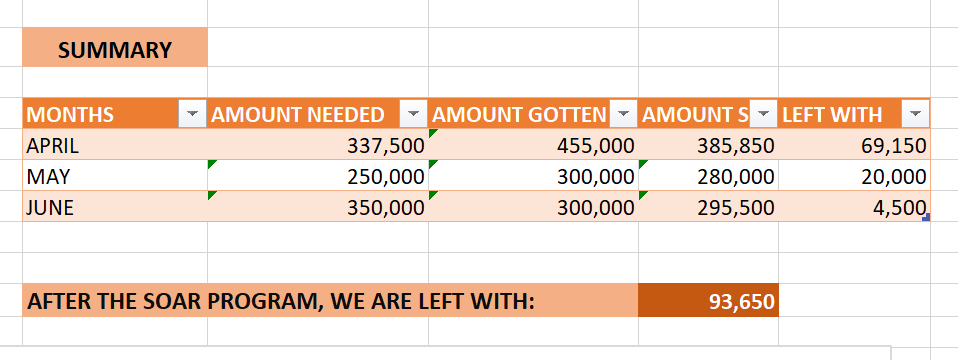 SUMMARY
MONTHS AMOUNT NEEDED AMOUNT GOTTEN AMOUNT S LEFT WITH
APRIL 337,500 455,000 385,850 69,150
MAY 250,000 300,000 280,000 20,000
JUNE 350,000 300,000 295,500 4,500
AFTER THE SOAR PROGRAM, WE ARE LEFT WITH: 93,650